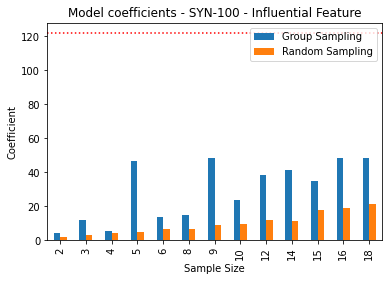 Model coefficients - SYN-100 - Influential Feature
Group Sampling
Random Sampling
120
100
80
60
40
20
0
Coefficient
2 3 4 5 6 8 9 10 12 14 15 16 18
Sample Size